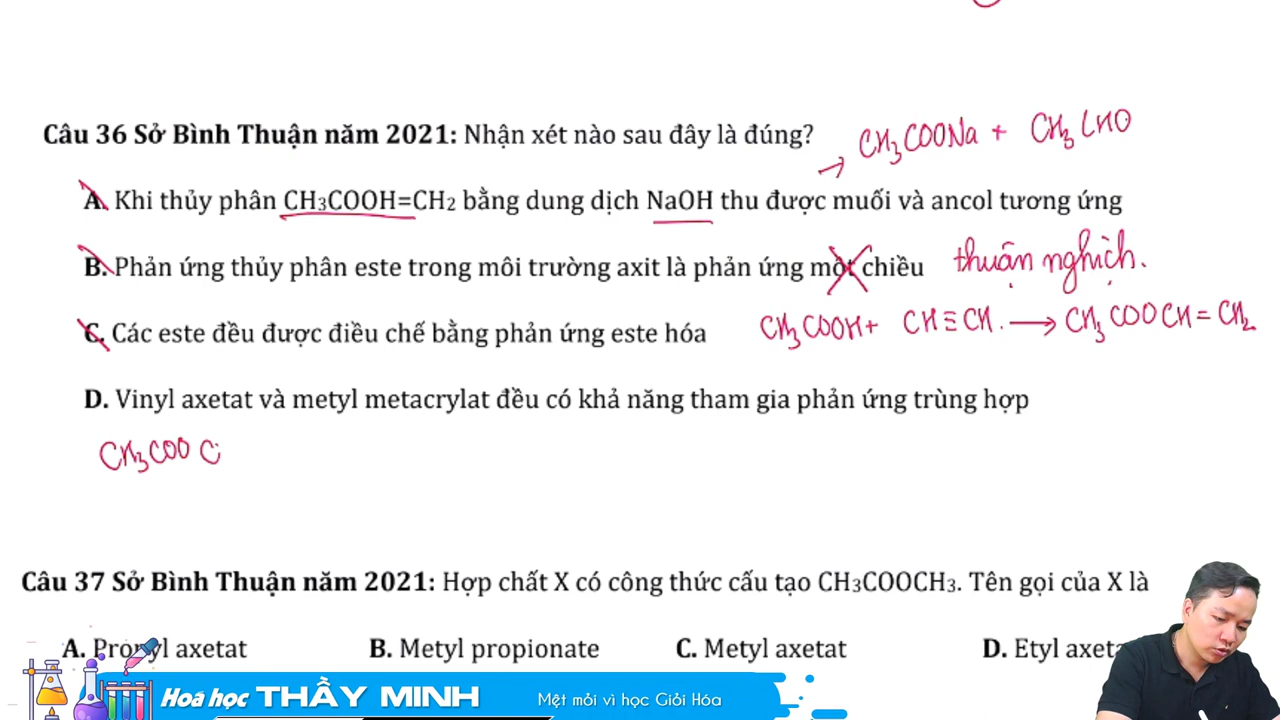 Câu 36 Sở Bình Thuận năm 2021: Nhận xét nào sau đây là đúng?
→ CH₃COONa + CH₃CHO
A. Khi thủy phân CH₃COOH=CH₂ bằng dung dịch NaOH thu được muối và ancol tương ứng
B. Phản ứng thủy phân este trong môi trường axit là phản ứng một chiều thuận nghịch.
C. Các este đều được điều chế bằng phản ứng este hóa CH₃COOH + CH≡CH. → CH₃COOCH=CH₂
D. Vinyl axetat và metyl metacrylat đều có khả năng tham gia phản ứng trùng hợp
CH₃COO C
Câu 37 Sở Bình Thuận năm 2021: Hợp chất X có công thức cấu tạo CH₃COOCH₃. Tên gọi của X là
A. Propyl axetat B. Metyl propionate C. Metyl axetat D. Etyl
Hoá học THẦY MINH Mệt mỏi vì học Giỏi Hóa